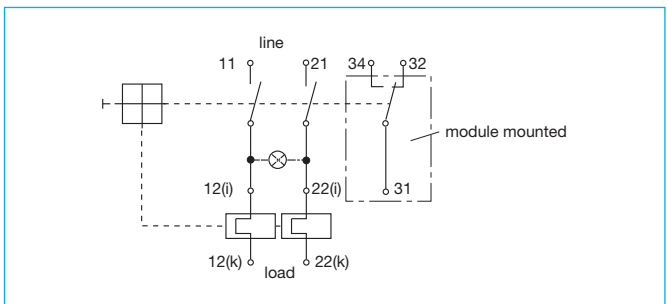 line
11 21 34 32
module mounted
12(i) 22(i) 31
12(k) 22(k)
load